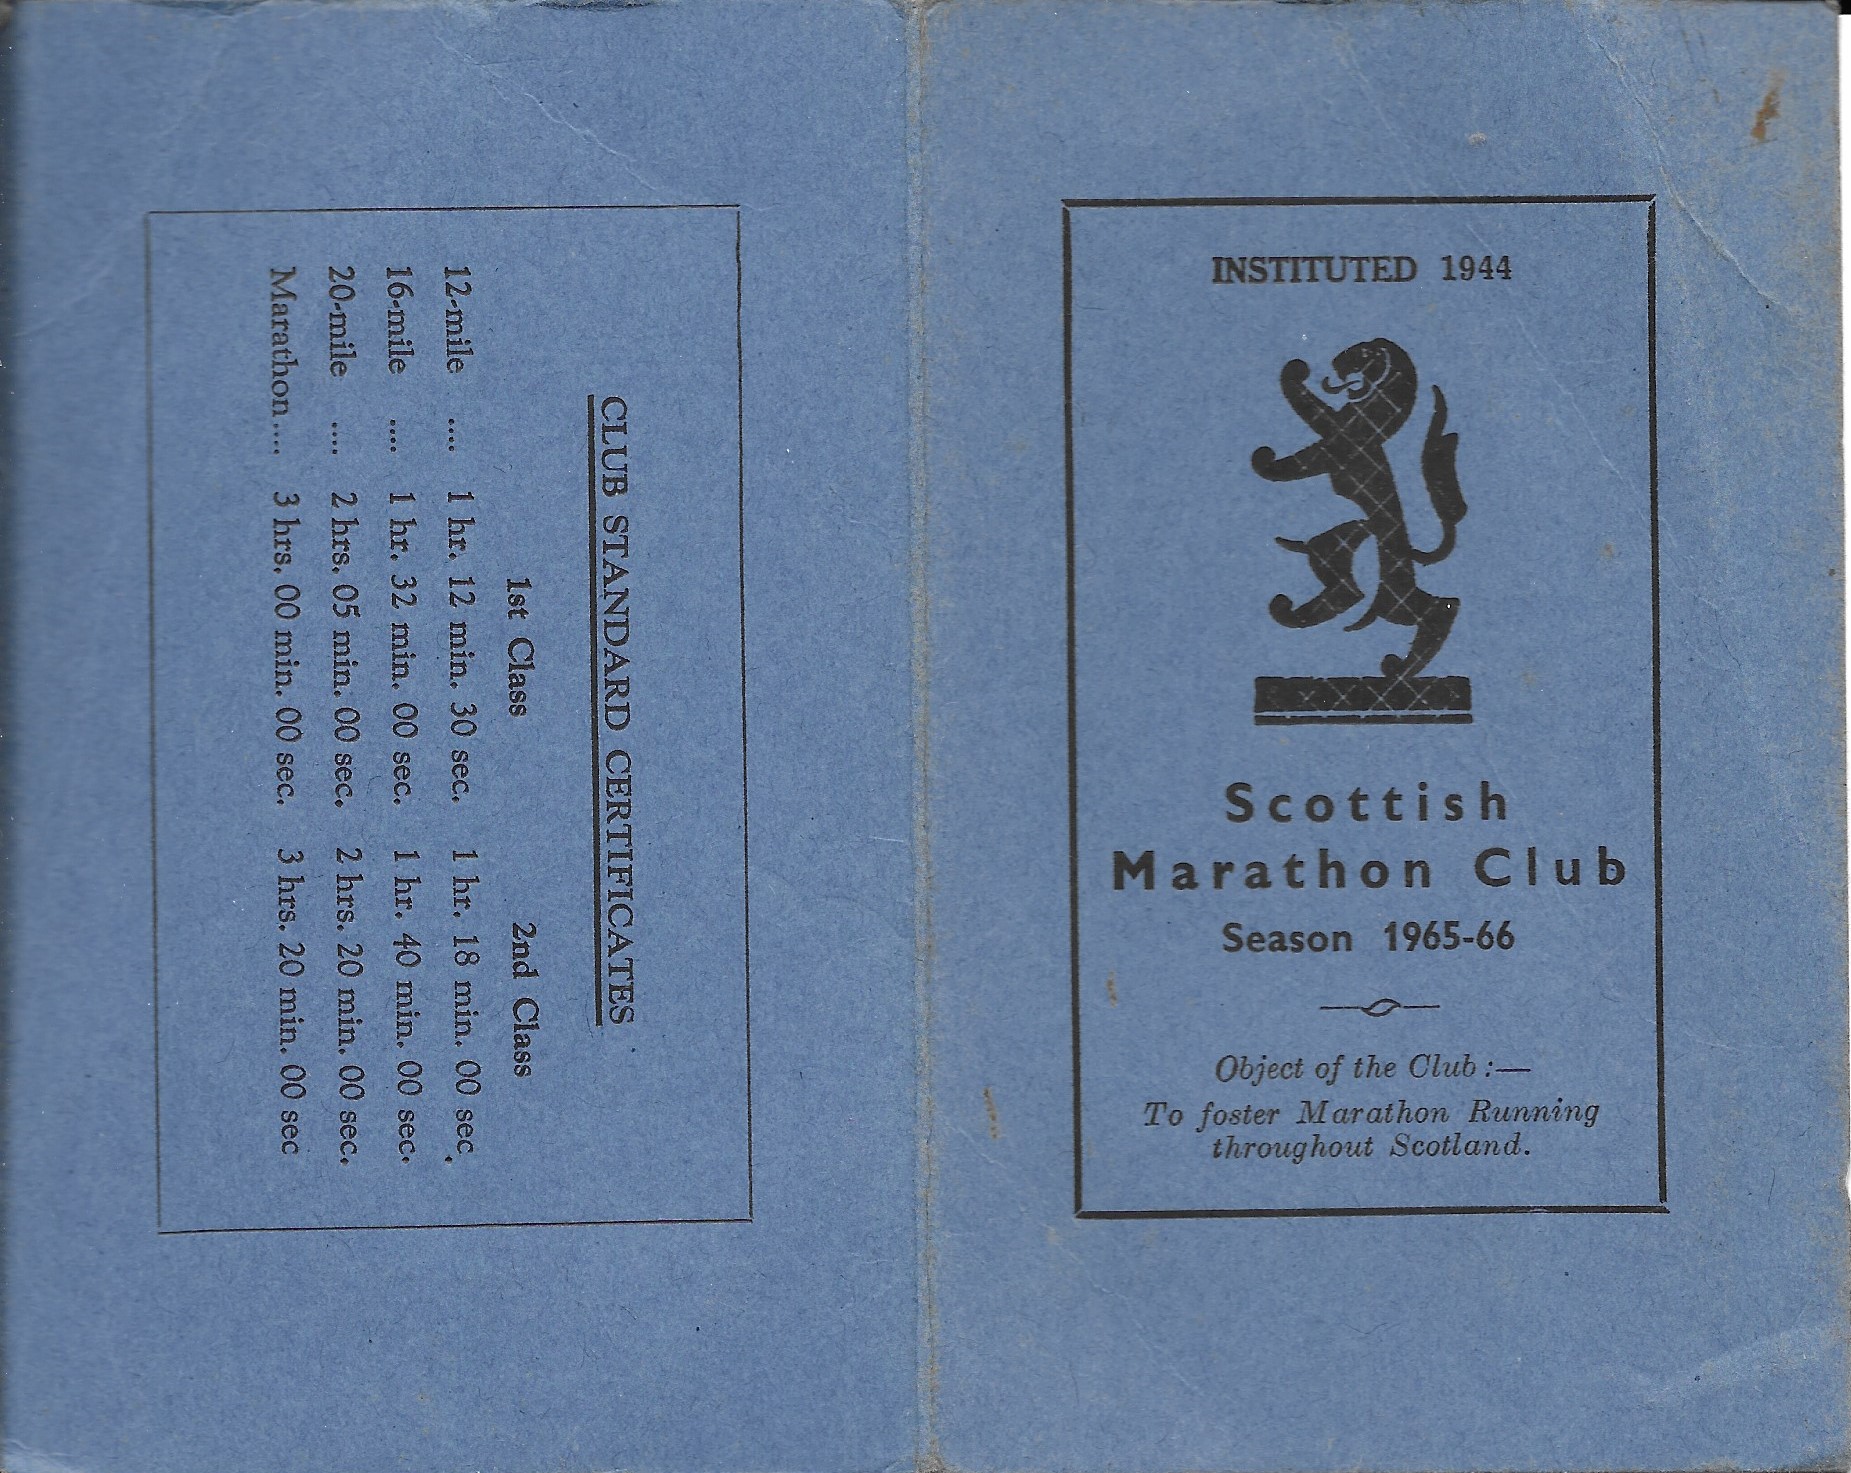 INSTITUTED 1944
Scottish
Marathon Club
Season 1965-66
Object of the Club :—
To foster Marathon Running
throughout Scotland.
CLUB STANDARD CERTIFICATES
1st Class 2nd Class
12-mile .... 1 hr. 12 min. 30 sec. 1 hr. 18 min. 00 sec.
16-mile .... 1 hr. 32 min. 00 sec. 1 hr. 40 min. 00 sec.
20-mile .... 2 hrs. 05 min. 00 sec. 2 hrs. 20 min. 00 sec.
Marathon .... 3 hrs. 00 min. 00 sec. 3 hrs. 20 min. 00 sec